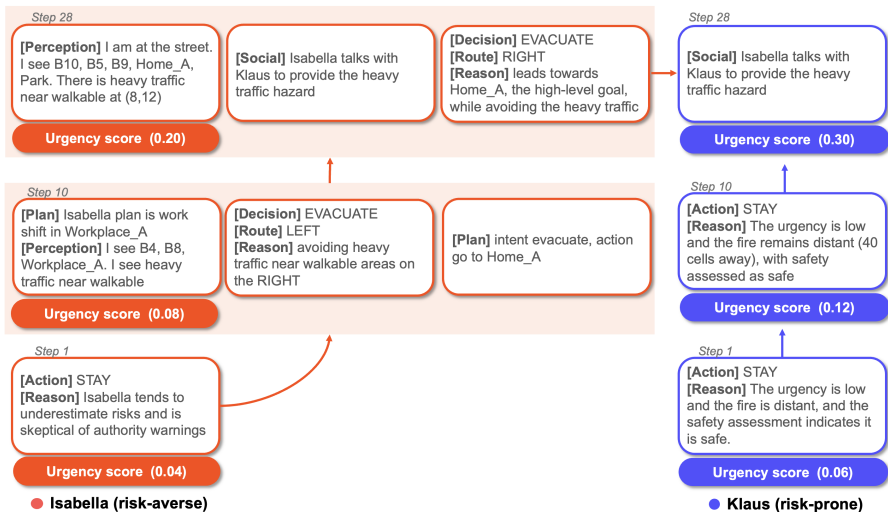 Step 28
[Perception] I am at the street.
I see B10, B5, B9, Home_A,
Park. There is heavy traffic
near walkable at (8,12)
Urgency score (0.20)
[Social] Isabella talks with
Klaus to provide the heavy
traffic hazard
[Decision] EVACUATE
[Route] RIGHT
[Reason] leads towards
Home_A, the high-level goal,
while avoiding the heavy traffic
Step 28
[Social] Isabella talks with
Klaus to provide the heavy
traffic hazard
Urgency score (0.30)
Step 10
[Plan] Isabella plan is work
shift in Workplace_A
[Perception] I see B4, B8,
Workplace_A. I see heavy
traffic near walkable
Urgency score (0.08)
[Decision] EVACUATE
[Route] LEFT
[Reason] avoiding heavy
traffic near walkable areas on
the RIGHT
[Plan] intent evacuate, action
go to Home_A
Step 10
[Action] STAY
[Reason] The urgency is low
and the fire remains distant (40
cells away), with safety
assessed as safe
Urgency score (0.12)
Step 1
[Action] STAY
[Reason] Isabella tends to
underestimate risks and is
skeptical of authority warnings
Urgency score (0.04)
Step 1
[Action] STAY
[Reason] The urgency is low
and the fire is distant, and the
safety assessment indicates it
is safe.
Urgency score (0.06)
Isabella (risk-averse)
Klaus (risk-prone)